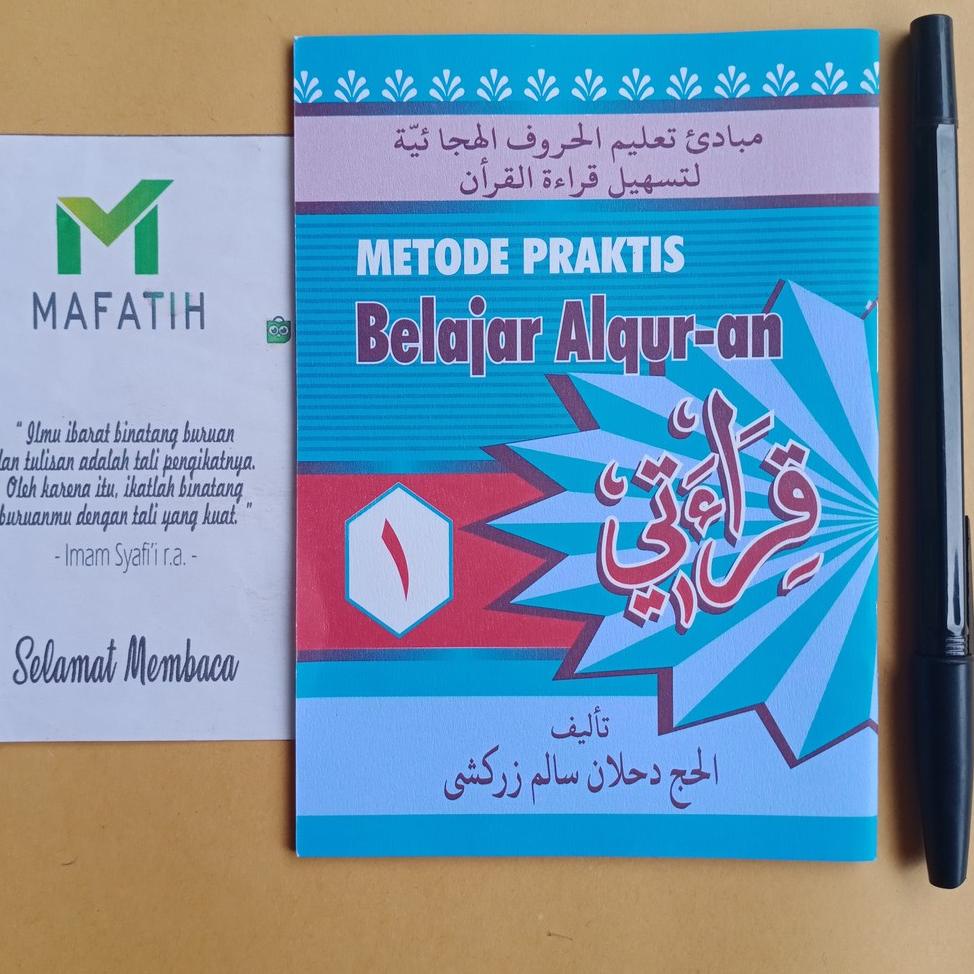 MAFATIH
" Ilmu ibarat binatang buruan
dan tulisan adalah tali pengikatnya.
Oleh karena itu, ikatlah binatang
buruanmu dengan tali yang kuat. "
- Imam Syafi'i r.a. -
Selamat Membaca
مبادئ تعليم الحروف الهجائيّة
لتسهيل قراءة القرأن
METODE PRAKTIS
Belajar Alqur-an
قِرَاءَتِيْ
١
تأليف
الحج دحلان سالم زركشى